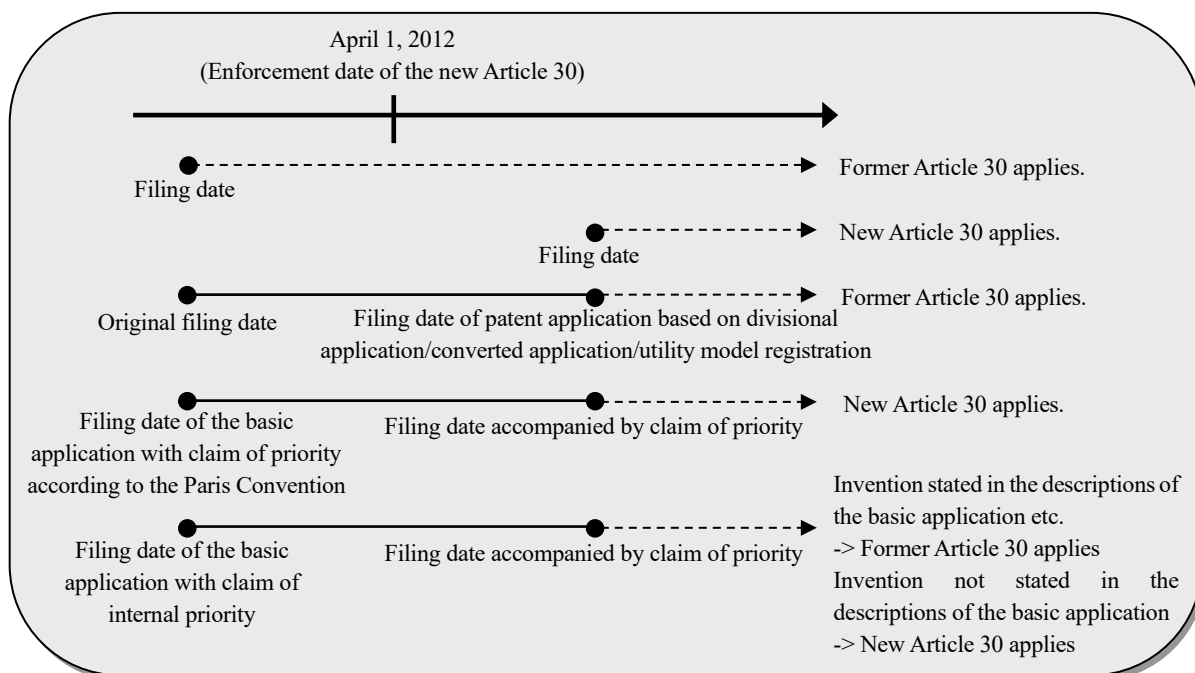 April 1, 2012
(Enforcement date of the new Article 30)
Filing date
Former Article 30 applies.
Filing date
New Article 30 applies.
Original filing date
Filing date of patent application based on divisional
application/converted application/utility model registration
Former Article 30 applies.
Filing date of the basic
application with claim of priority
according to the Paris Convention
Filing date accompanied by claim of priority
New Article 30 applies.
Filing date of the basic
application with claim of
internal priority
Filing date accompanied by claim of priority
Invention stated in the descriptions of
the basic application etc.
-> Former Article 30 applies
Invention not stated in the
descriptions of the basic application
-> New Article 30 applies